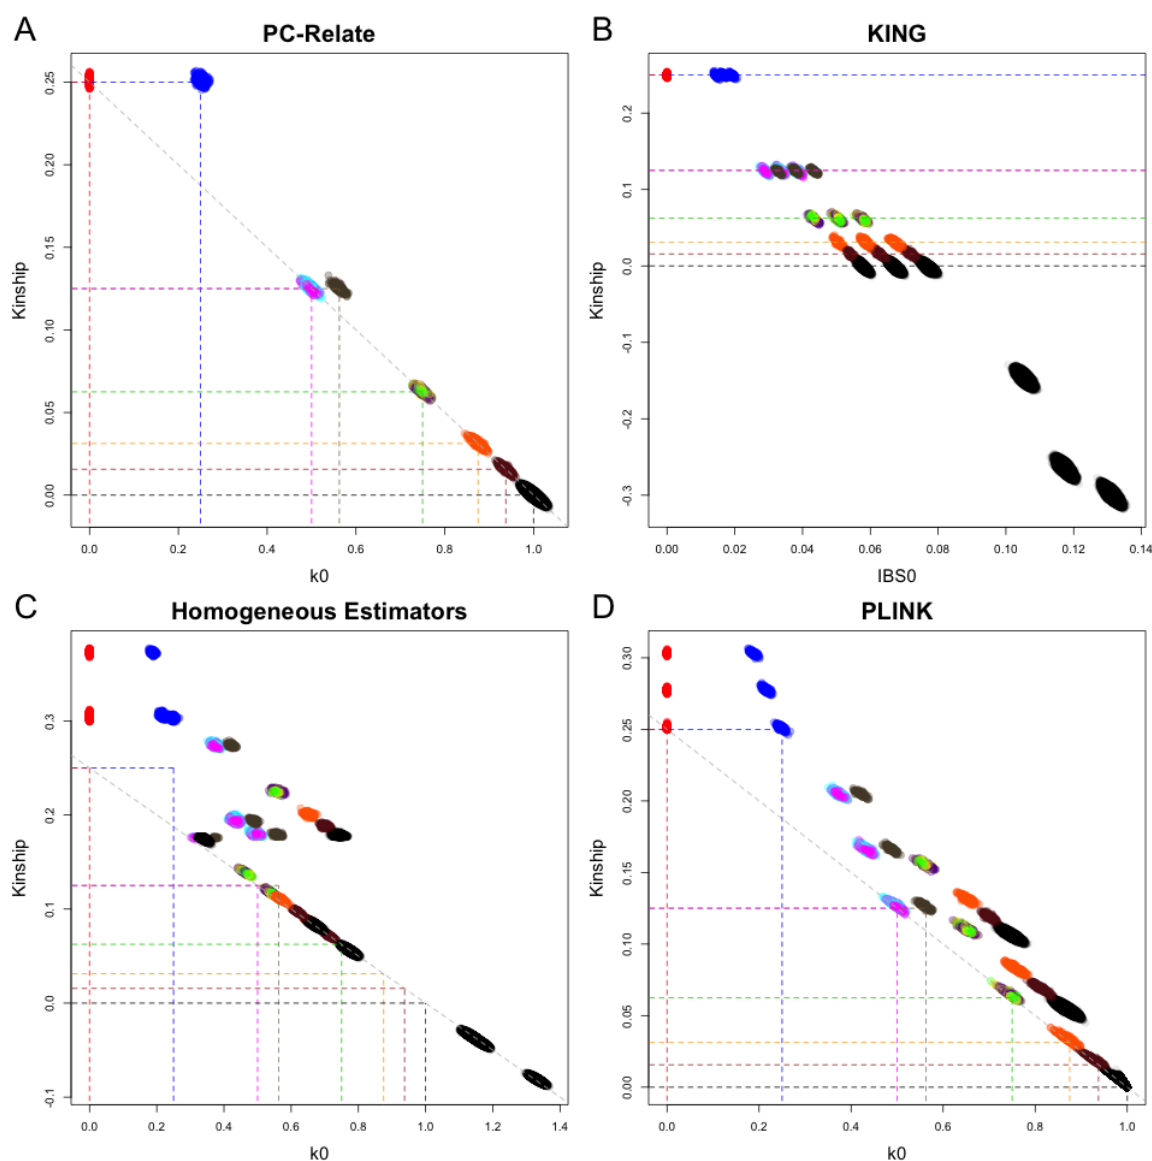 A
PC-Relate
Kinship
0.25
0.20
0.15
0.10
0.05
0.00
0.0 0.2 0.4 0.6 0.8 1.0
k0
B
KING
Kinship
0.2
0.1
0.0
-0.1
-0.2
-0.3
0.00 0.02 0.04 0.06 0.08 0.10 0.12 0.14
IBS0
C
Homogeneous Estimators
Kinship
0.3
0.2
0.1
0.0
-0.1
0.0 0.2 0.4 0.6 0.8 1.0 1.2 1.4
k0
D
PLINK
Kinship
0.30
0.25
0.20
0.15
0.10
0.05
0.00
0.0 0.2 0.4 0.6 0.8 1.0
k0